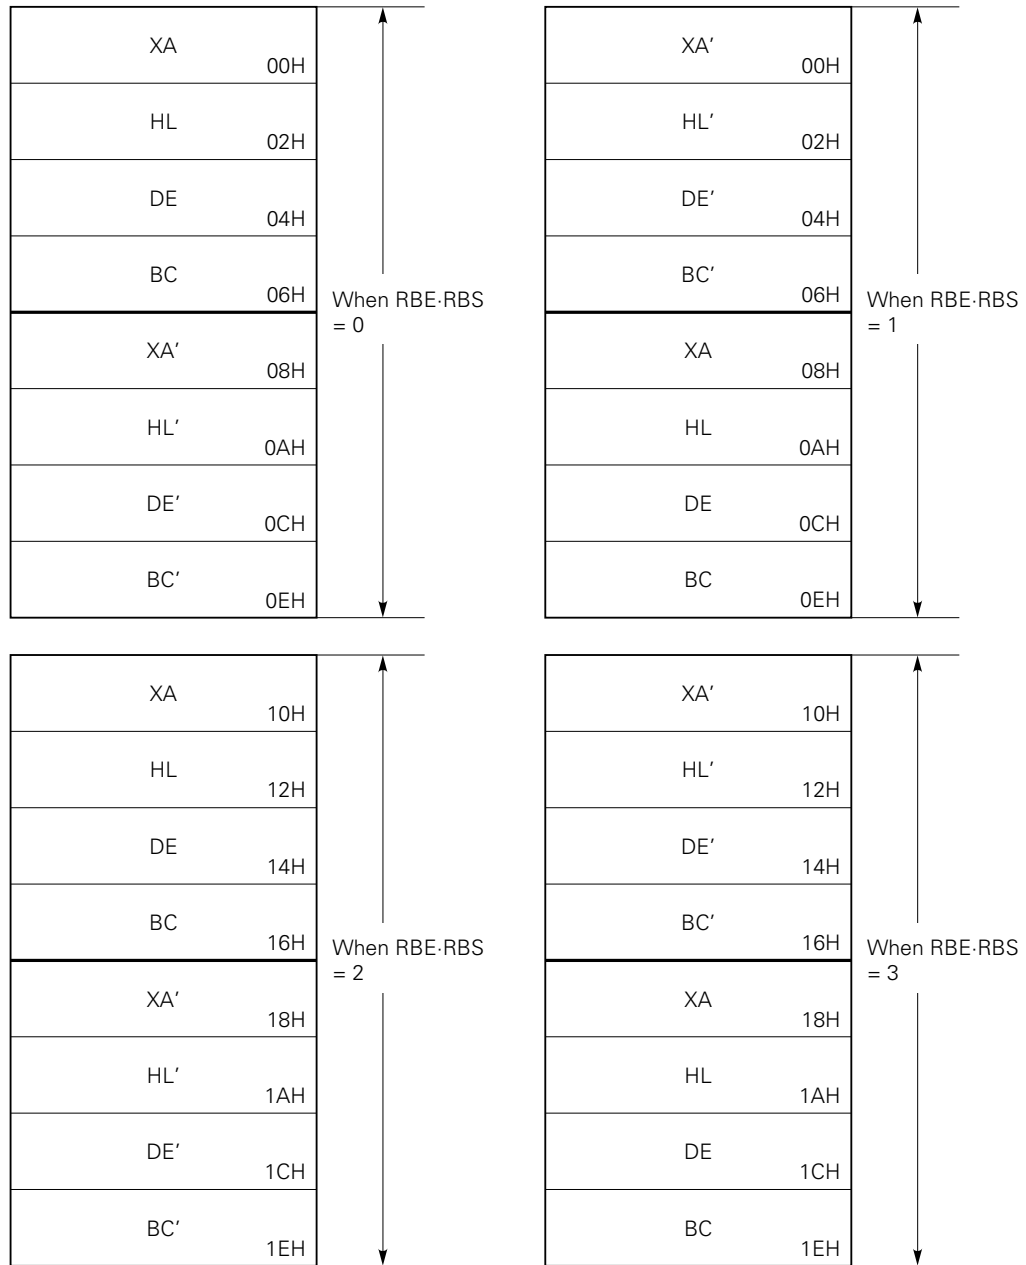 XA
00H
HL
02H
DE
04H
BC
06H
XA’
08H
HL’
0AH
DE’
0CH
BC’
0EH
When RBE·RBS
= 0
XA’
00H
HL’
02H
DE’
04H
BC’
06H
XA
08H
HL
0AH
DE
0CH
BC
0EH
When RBE·RBS
= 1
XA
10H
HL
12H
DE
14H
BC
16H
XA’
18H
HL’
1AH
DE’
1CH
BC’
1EH
When RBE·RBS
= 2
XA’
10H
HL’
12H
DE’
14H
BC’
16H
XA
18H
HL
1AH
DE
1CH
BC
1EH
When RBE·RBS
= 3